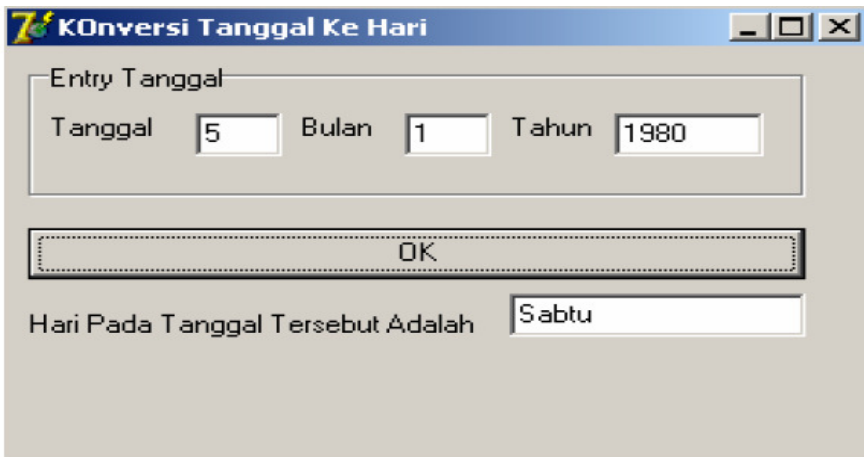 KOnversi Tanggal Ke Hari
Entry Tanggal
Tanggal 5 Bulan 1 Tahun 1980
OK
Hari Pada Tanggal Tersebut Adalah Sabtu